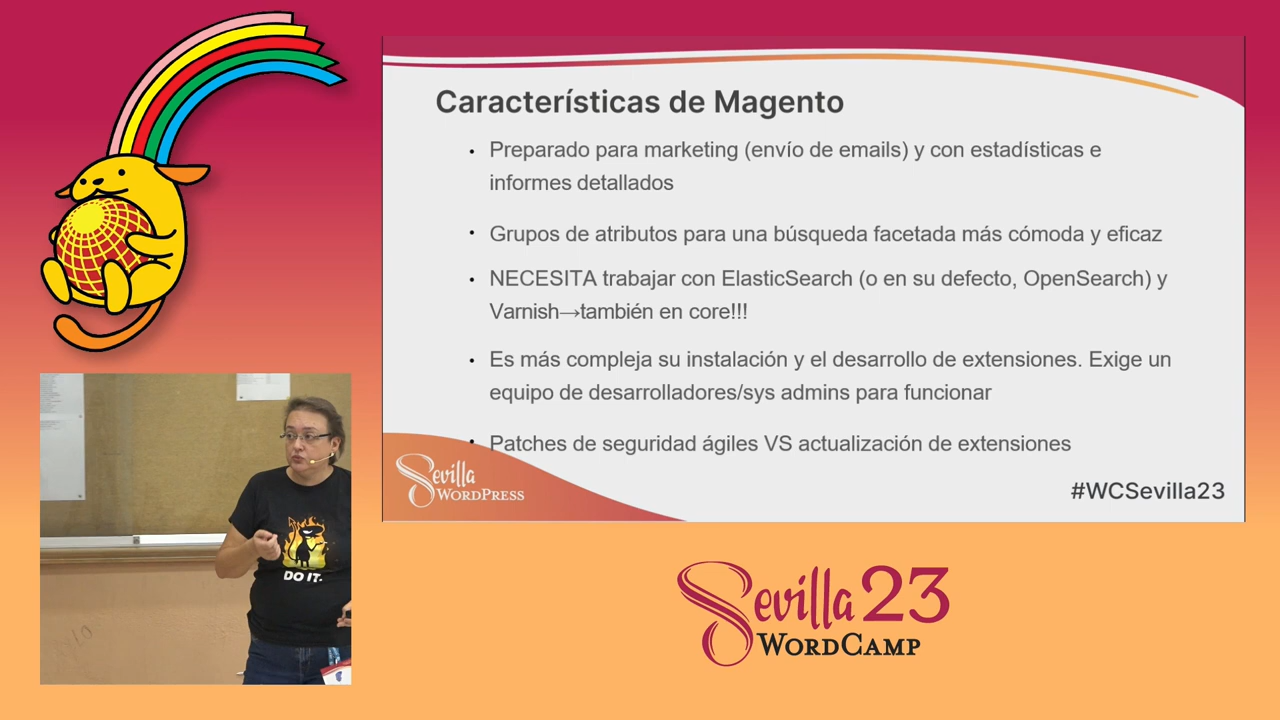 Características de Magento
• Preparado para marketing (envío de emails) y con estadísticas e
informes detallados
• Grupos de atributos para una búsqueda facetada más cómoda y eficaz
• NECESITA trabajar con ElasticSearch (o en su defecto, OpenSearch) y
Varnish→también en core!!!
• Es más compleja su instalación y el desarrollo de extensiones. Exige un
equipo de desarrolladores/sys admins para funcionar
• Patches de seguridad ágiles VS actualización de extensiones
Sevilla
WORDPRESS
#WCSevilla23
DO IT.
Sevilla 23
WORDCAMP